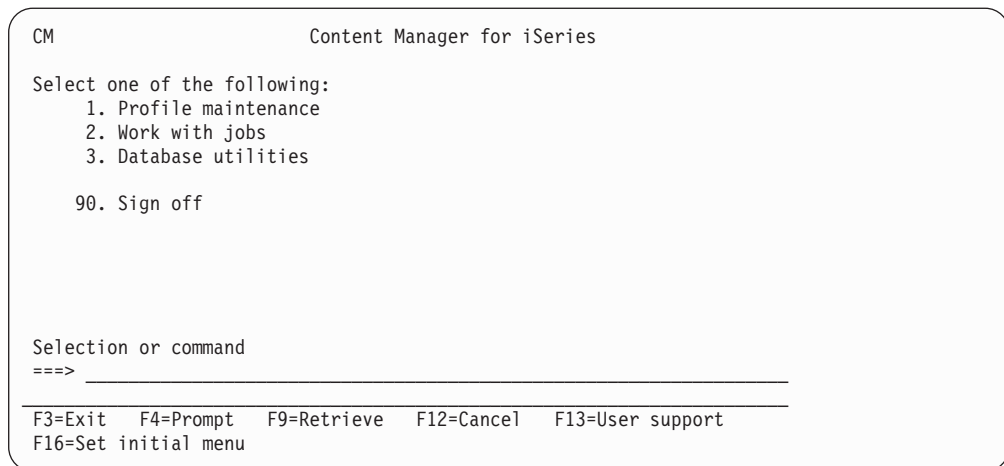 CM Content Manager for iSeries
Select one of the following:
1. Profile maintenance
2. Work with jobs
3. Database utilities
90. Sign off
Selection or command
===>
F3=Exit F4=Prompt F9=Retrieve F12=Cancel F13=User support
F16=Set initial menu